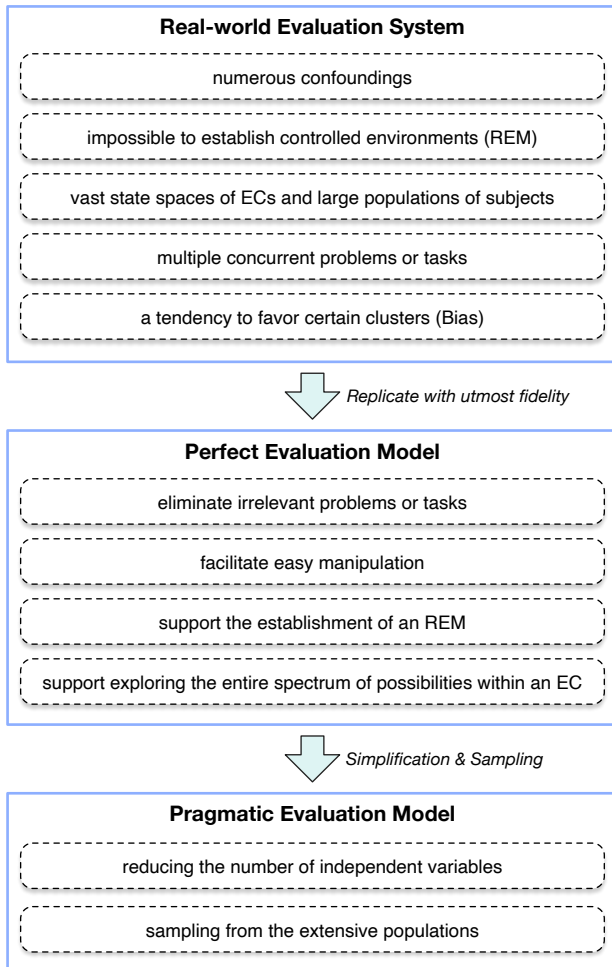 Real-world Evaluation System
numerous confoundings
impossible to establish controlled environments (REM)
vast state spaces of ECs and large populations of subjects
multiple concurrent problems or tasks
a tendency to favor certain clusters (Bias)
Replicate with utmost fidelity
Perfect Evaluation Model
eliminate irrelevant problems or tasks
facilitate easy manipulation
support the establishment of an REM
support exploring the entire spectrum of possibilities within an EC
Simplification & Sampling
Pragmatic Evaluation Model
reducing the number of independent variables
sampling from the extensive populations